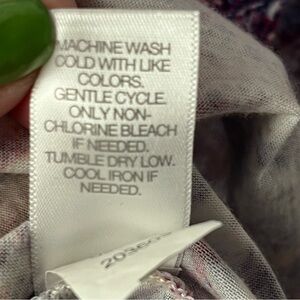 MACHINE WASH
COLD WITH LIKE
COLORS.
GENTLE CYCLE.
ONLY NON-
CHLORINE BLEACH
IF NEEDED.
TUMBLE DRY LOW.
COOL IRON IF
NEEDED.